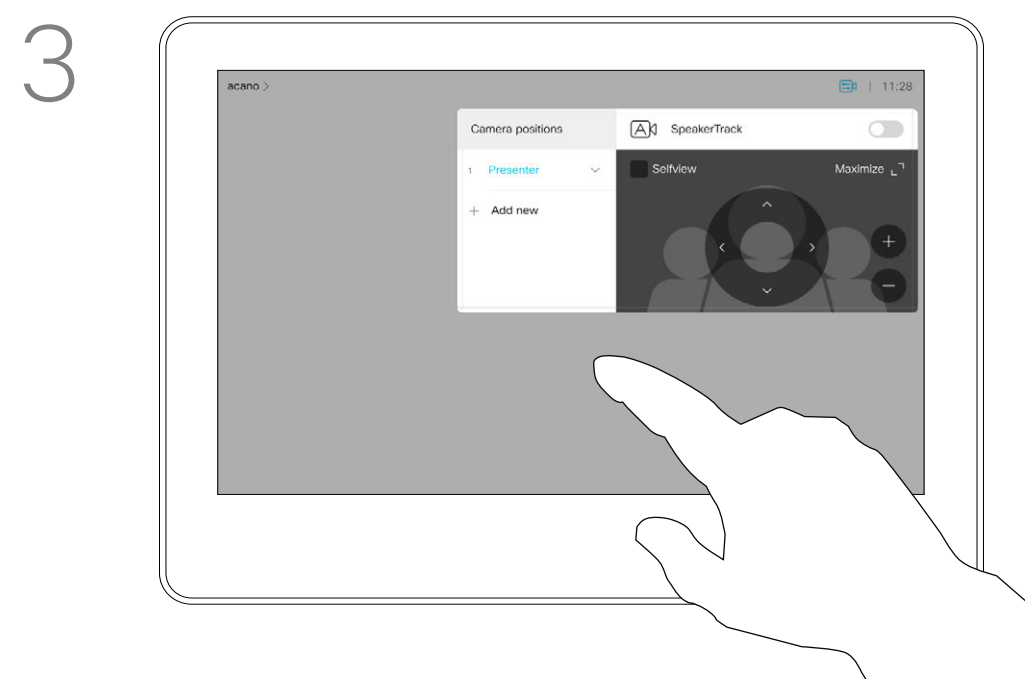 3
acano >
| 11:28
Camera positions
A SpeakerTrack
1 Presenter
Selfview
Maximize
+ Add new
+
−